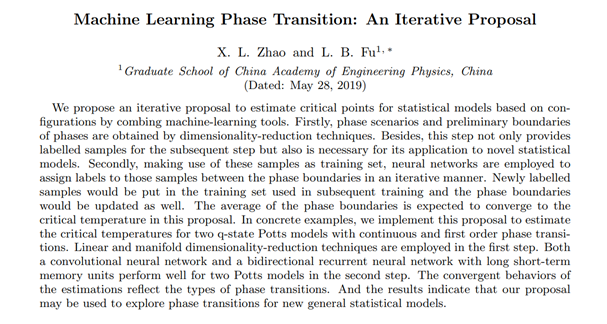 Machine Learning Phase Transition: An Iterative Proposal
X. L. Zhao and L. B. Fu1, *
1Graduate School of China Academy of Engineering Physics, China
(Dated: May 28, 2019)
We propose an iterative proposal to estimate critical points for statistical models based on con-
figurations by combing machine-learning tools. Firstly, phase scenarios and preliminary boundaries
of phases are obtained by dimensionality-reduction techniques. Besides, this step not only provides
labelled samples for the subsequent step but also is necessary for its application to novel statistical
models. Secondly, making use of these samples as training set, neural networks are employed to
assign labels to those samples between the phase boundaries in an iterative manner. Newly labelled
samples would be put in the training set used in subsequent training and the phase boundaries
would be updated as well. The average of the phase boundaries is expected to converge to the
critical temperature in this proposal. In concrete examples, we implement this proposal to estimate
the critical temperatures for two q-state Potts models with continuous and first order phase transi-
tions. Linear and manifold dimensionality-reduction techniques are employed in the first step. Both
a convolutional neural network and a bidirectional recurrent neural network with long short-term
memory units perform well for two Potts models in the second step. The convergent behaviors of
the estimations reflect the types of phase transitions. And the results indicate that our proposal
may be used to explore phase transitions for new general statistical models.